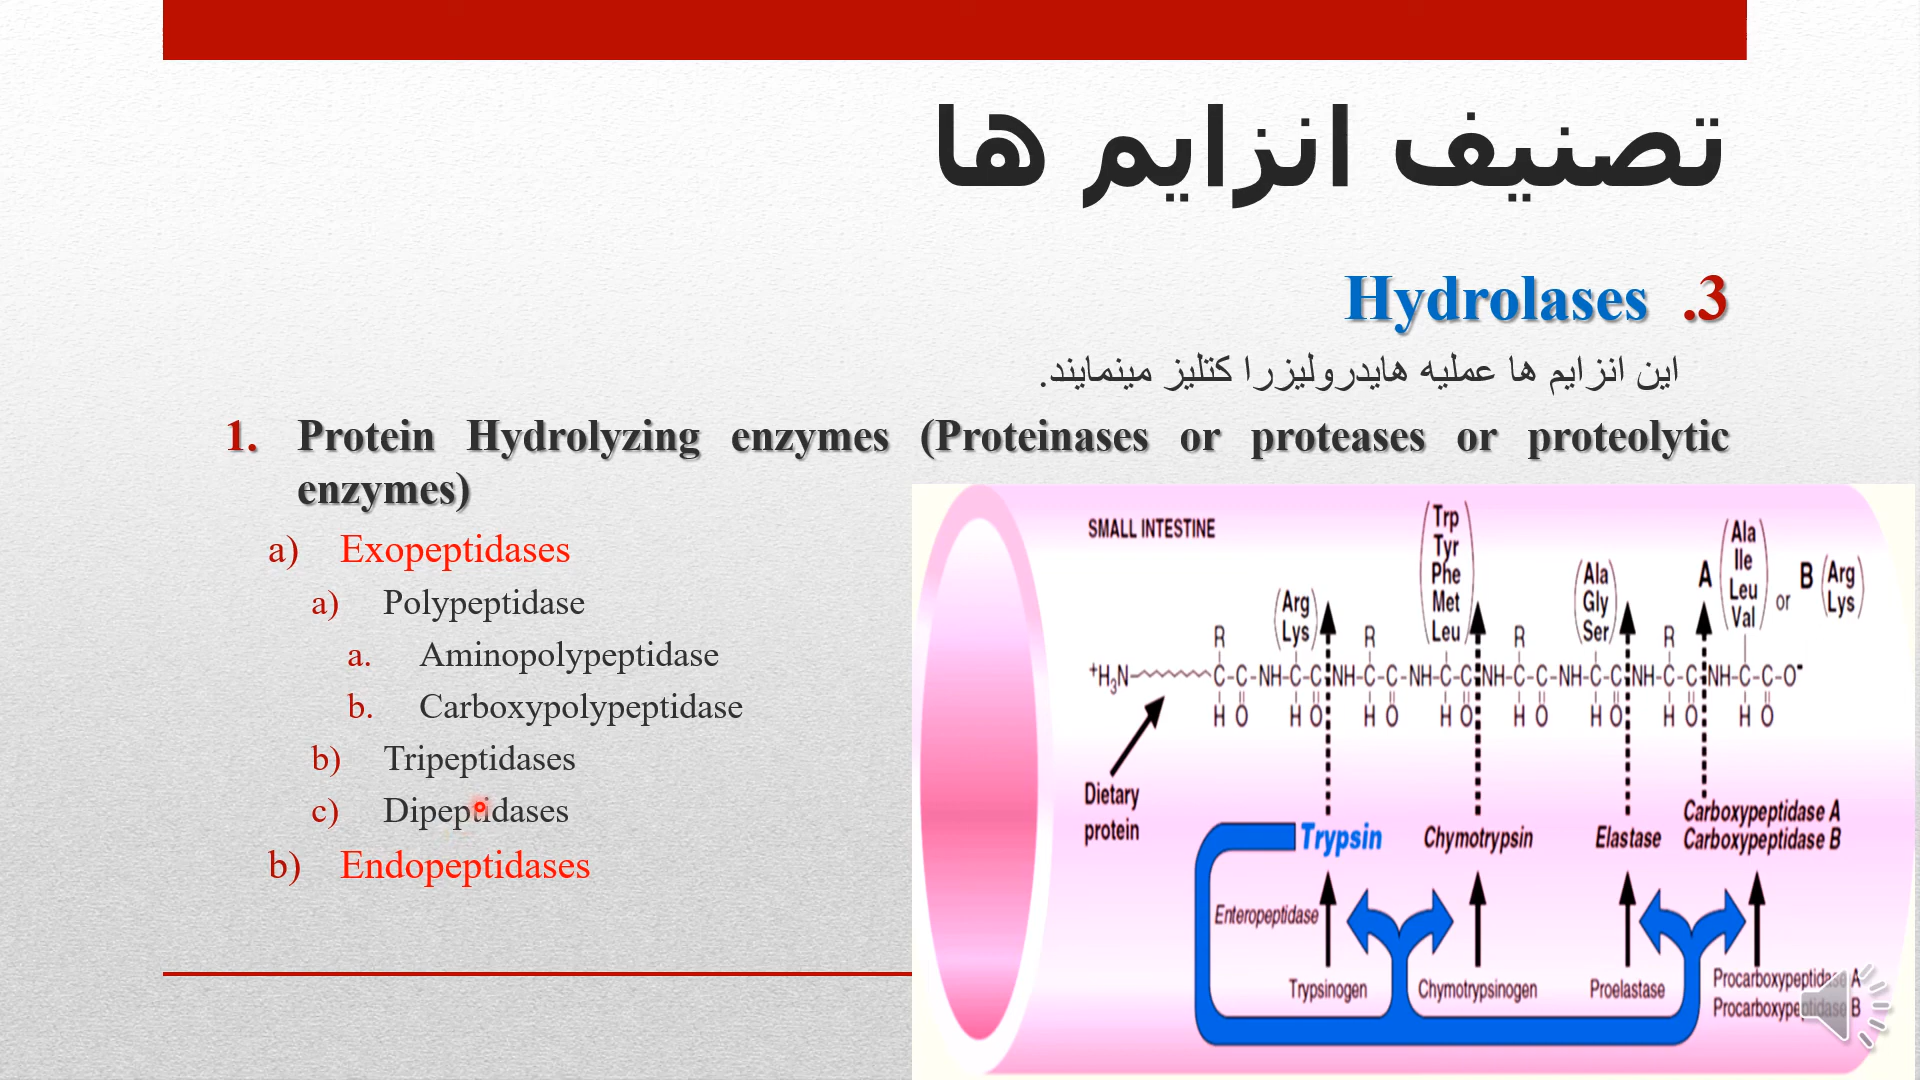 تصنیف انزایم ها
3. Hydrolases
این انزایم ها عملیه هایدرولیزرا کتلیز مینمایند.
1. Protein Hydrolyzing enzymes (Proteinases or proteases or proteolytic
enzymes)
a) Exopeptidases
a) Polypeptidase
a. Aminopolypeptidase
b. Carboxypolypeptidase
b) Tripeptidases
c) Dipeptidases
b) Endopeptidases
SMALL INTESTINE
Arg
Lys
Trp
Tyr
Phe
Met
Leu
Ala
Gly
Ser
A
Ala
Ile
Leu
Val
or
B
Arg
Lys
R R R R
+H3N C-C-NH-C-C-NH-C-C-NH-C-C-NH-C-C-NH-C-C-NH-C-C-NH-C-C-O-
H O H O H O H O H O H O H O H O
Dietary
protein
Trypsin
Chymotrypsin
Elastase
Carboxypeptidase A
Carboxypeptidase B
Enteropeptidase
Trypsinogen
Chymotrypsinogen
Proelastase
Procarboxypeptidase A
Procarboxypeptidase B